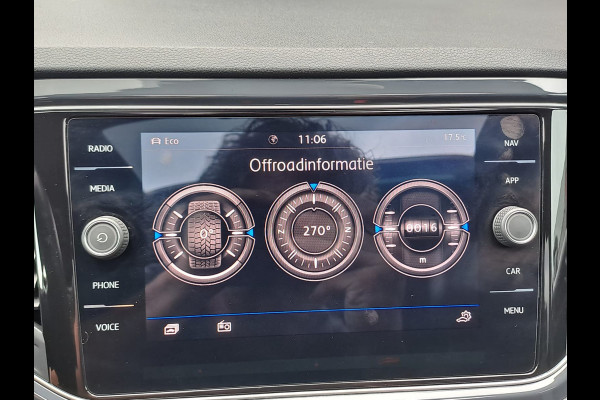 RADIO
MEDIA
PHONE
VOICE
Eco
11:06
17.5°C
Offroadinformatie
0°
270°
Z
N
0016
m
NAV
APP
CAR
MENU